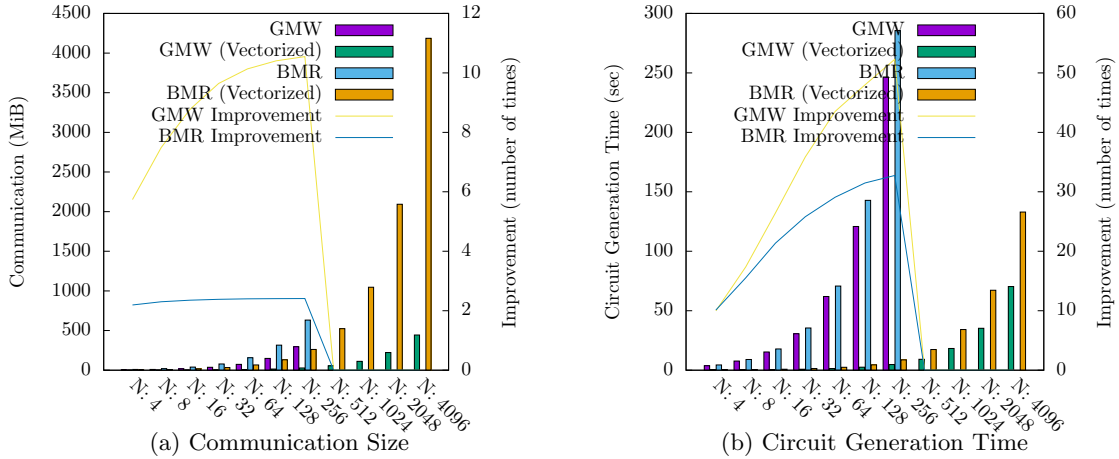 Communication (MiB)
4500
4000
3500
3000
2500
2000
1500
1000
500
0
GMW
GMW (Vectorized)
BMR
BMR (Vectorized)
GMW Improvement
BMR Improvement
12
10
8
6
4
2
0
Improvement (number of times)
N: 4
N: 8
N: 16
N: 32
N: 64
N: 128
N: 256
N: 512
N: 1024
N: 2048
N: 4096
(a) Communication Size
Circuit Generation Time (sec)
300
250
200
150
100
50
0
GMW
GMW (Vectorized)
BMR
BMR (Vectorized)
GMW Improvement
BMR Improvement
60
50
40
30
20
10
0
Improvement (number of times)
N: 4
N: 8
N: 16
N: 32
N: 64
N: 128
N: 256
N: 512
N: 1024
N: 2048
N: 4096
(b) Circuit Generation Time